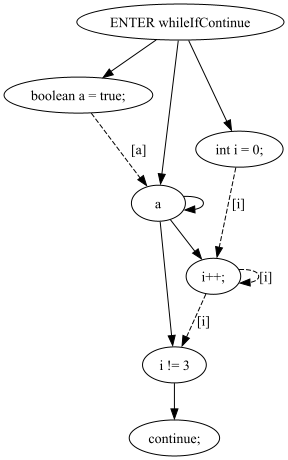 ENTER whileIfContinue
boolean a = true;
[a]
int i = 0;
a
[i]
i++;
[i]
[i]
i != 3
continue;